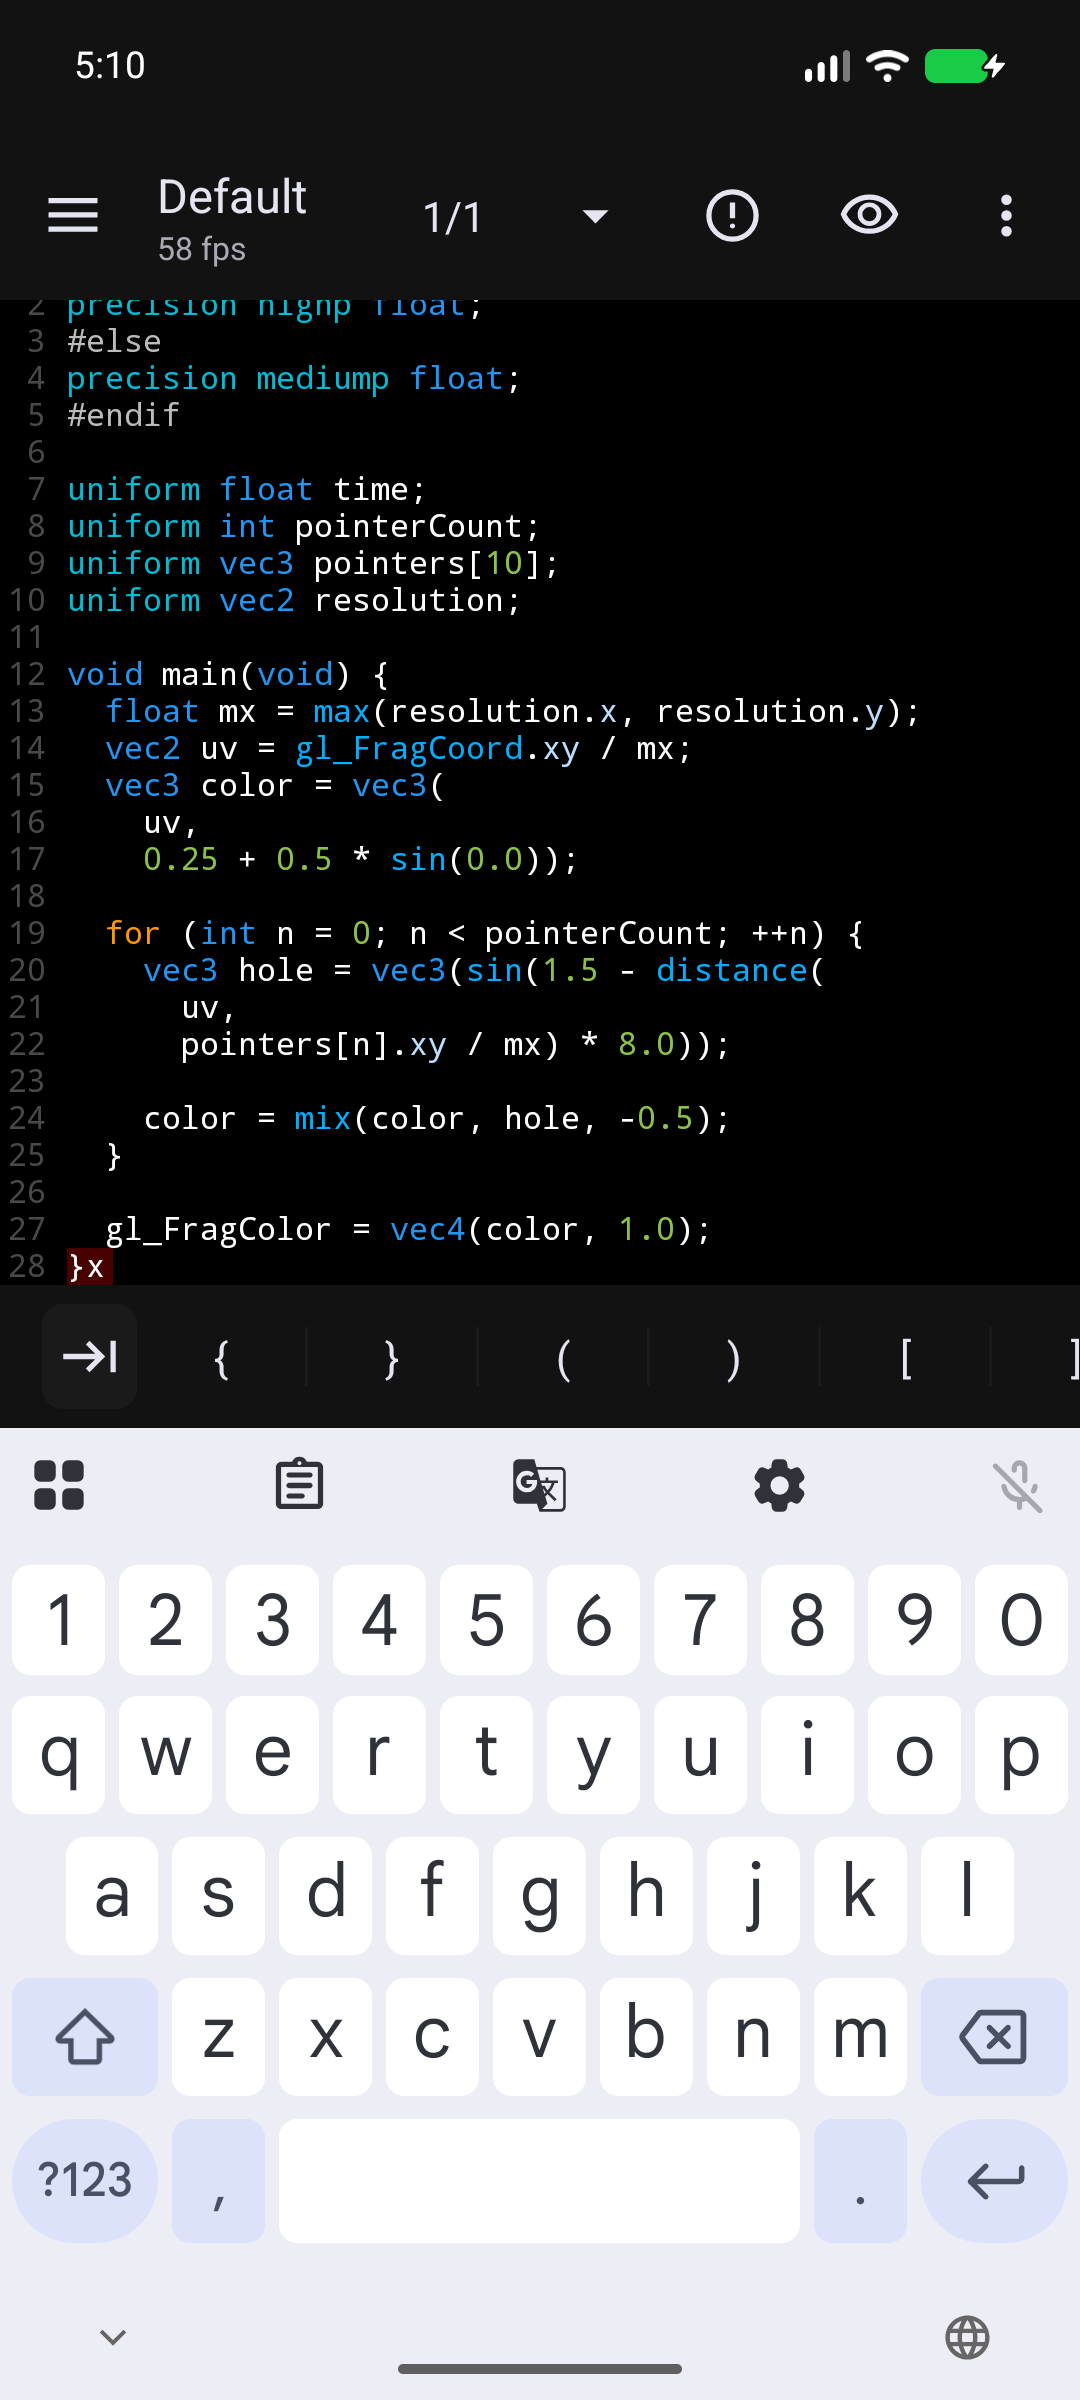 5:10
Default
58 fps
1/1
2 precision highp float;
3 #else
4 precision mediump float;
5 #endif
6
7 uniform float time;
8 uniform int pointerCount;
9 uniform vec3 pointers[10];
10 uniform vec2 resolution;
11
12 void main(void) {
13   float mx = max(resolution.x, resolution.y);
14   vec2 uv = gl_FragCoord.xy / mx;
15   vec3 color = vec3(
16     uv,
17     0.25 + 0.5 * sin(0.0));
18
19   for (int n = 0; n < pointerCount; ++n) {
20     vec3 hole = vec3(sin(1.5 - distance(
21       uv,
22       pointers[n].xy / mx) * 8.0));
23
24     color = mix(color, hole, -0.5);
25   }
26
27   gl_FragColor = vec4(color, 1.0);
28 }x
{ } ( ) [ ]
1 2 3 4 5 6 7 8 9 0
q w e r t y u i o p
a s d f g h j k l
z x c v b n m
?123 , .